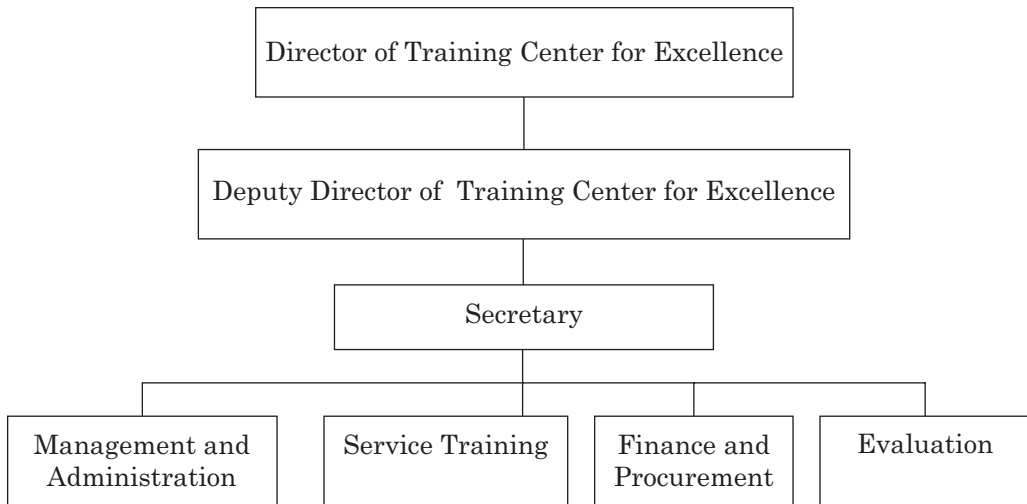 Director of Training Center for Excellence
Deputy Director of Training Center for Excellence
Secretary
Management and
Administration
Service Training
Finance and
Procurement
Evaluation